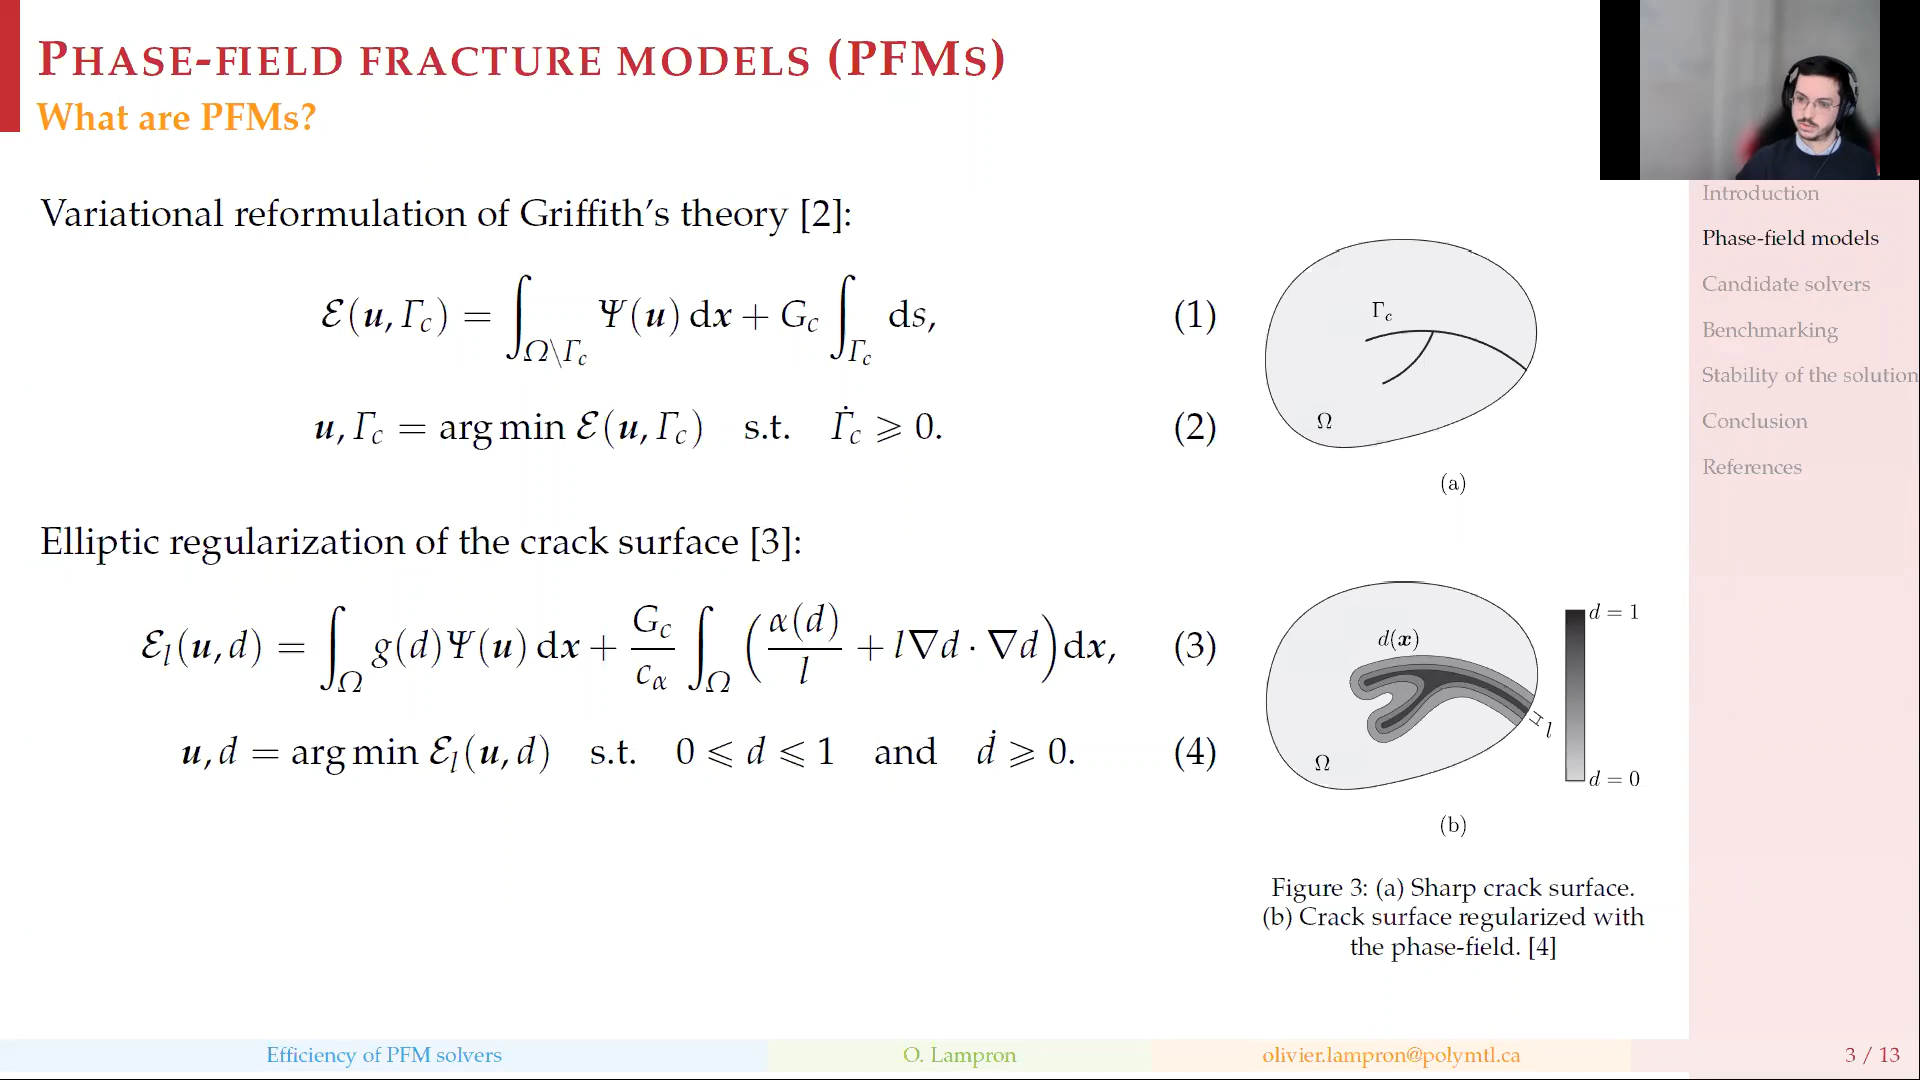 PHASE-FIELD FRACTURE MODELS (PFMS)
What are PFMs?
Variational reformulation of Griffith's theory [2]:
ℰ(u, Γc) = ∫Ω\Γc Ψ(u) dx + Gc ∫Γc ds, (1)
u, Γc = arg min ℰ(u, Γc) s.t. Γ̇c ⩾ 0. (2)
Elliptic regularization of the crack surface [3]:
ℰl(u, d) = ∫Ω g(d)Ψ(u) dx + Gc/cα ∫Ω (α(d)/l + l∇d · ∇d) dx, (3)
u, d = arg min ℰl(u, d) s.t. 0 ⩽ d ⩽ 1 and ḋ ⩾ 0. (4)
Γc
Ω
(a)
d(x)
Ω
l
d = 1
d = 0
(b)
Figure 3: (a) Sharp crack surface.
(b) Crack surface regularized with
the phase-field. [4]
Introduction
Phase-field models
Candidate solvers
Benchmarking
Stability of the solution
Conclusion
References
Efficiency of PFM solvers
O. Lampron
olivier.lampron@polymtl.ca
3 / 13